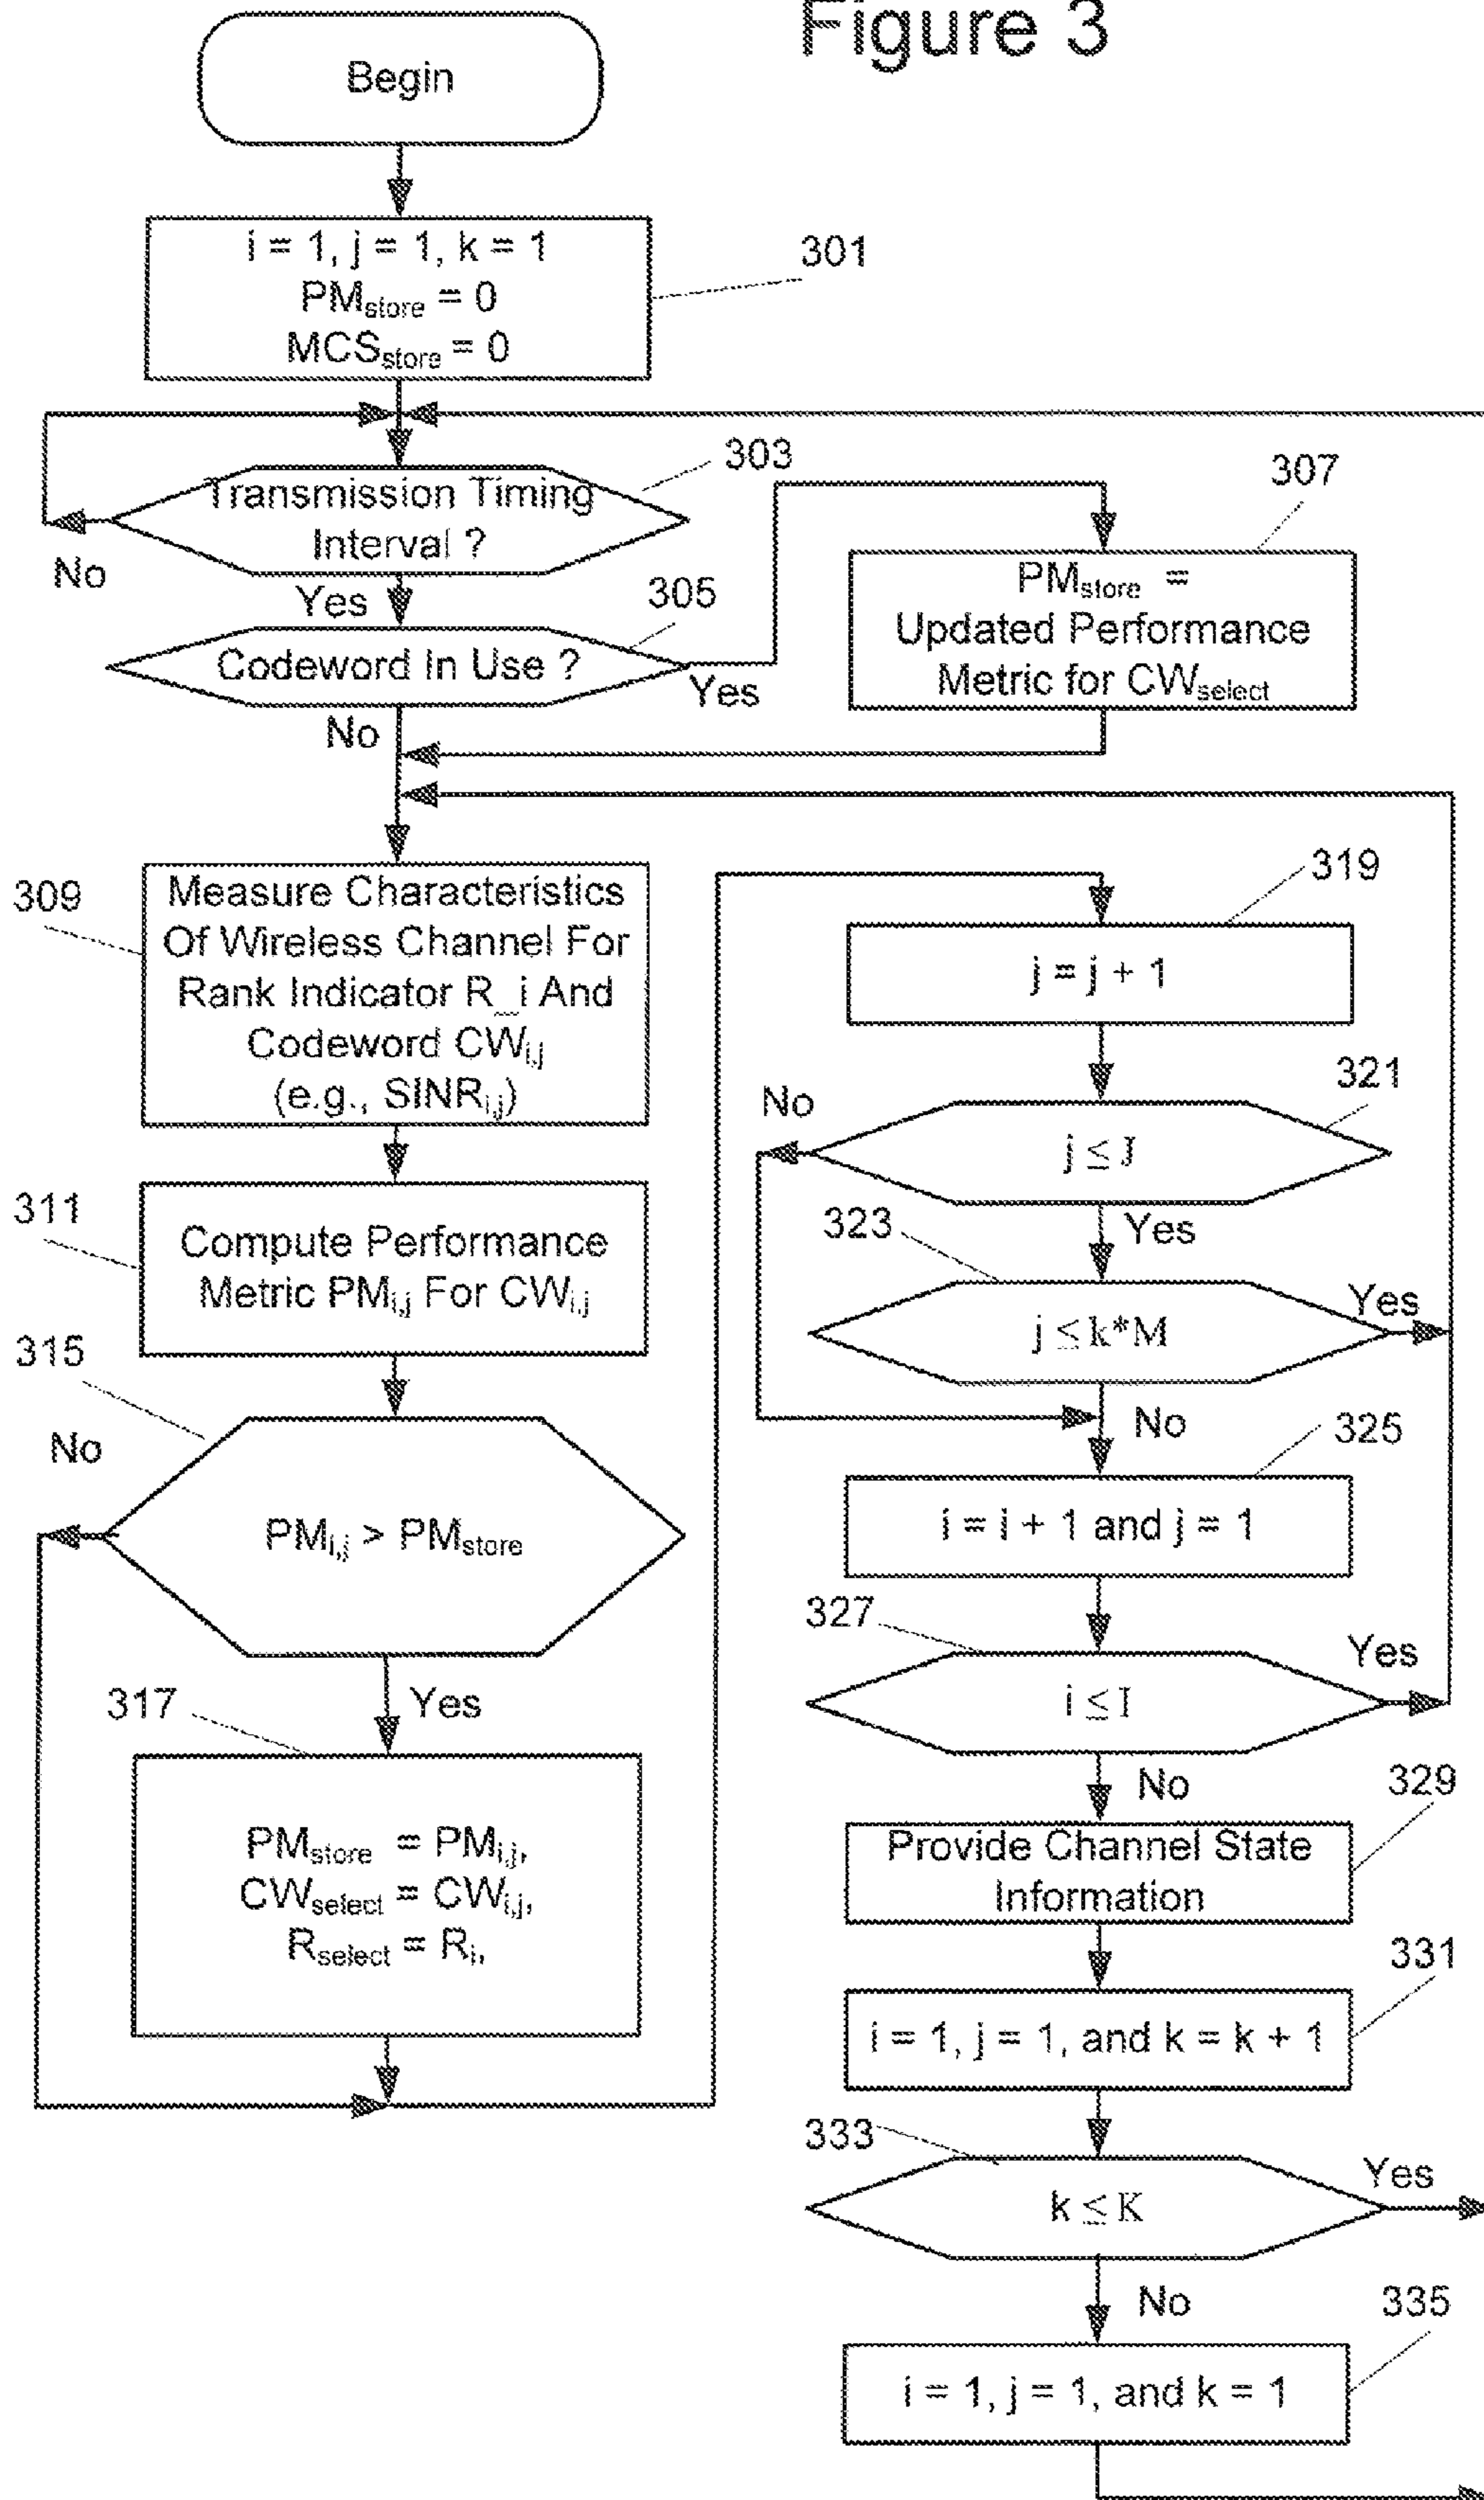 Figure 3
Begin
i = 1, j = 1, k = 1
PMstore = 0
MCSstore = 0
301
Transmission Timing
Interval ?
303
No
Yes
305
Codeword In Use ?
Yes
No
307
PMstore =
Updated Performance
Metric for CWselect
309
Measure Characteristics
Of Wireless Channel For
Rank Indicator R_i And
Codeword CWi,j
(e.g., SINRi,j)
311
Compute Performance
Metric PMi,j For CWi,j
315
No
PMi,j > PMstore
Yes
317
PMstore = PMi,j,
CWselect = CWi,j,
Rselect = Ri,
319
j = j + 1
321
No
j ≤ J
Yes
323
j ≤ k*M
Yes
No
325
i = i + 1 and j = 1
327
i ≤ I
Yes
No
329
Provide Channel State
Information
331
i = 1, j = 1, and k = k + 1
333
k ≤ K
Yes
No
335
i = 1, j = 1, and k = 1